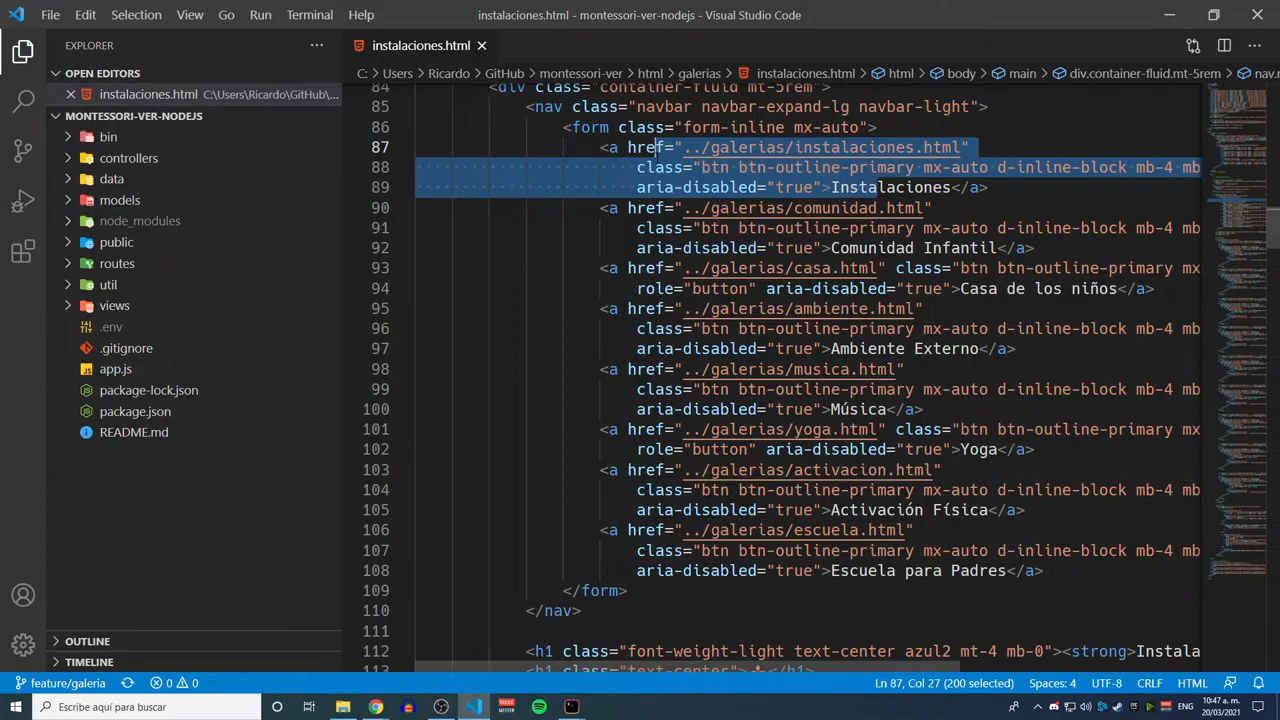 File Edit Selection View Go Run Terminal Help
instalaciones.html - montessori-ver-nodejs - Visual Studio Code
EXPLORER
OPEN EDITORS
instalaciones.html C:\Users\Ricardo\GitHub/...
MONTESSORI-VER-NODEJS
bin
controllers
data
models
node_modules
public
routes
util
views
.env
.gitignore
app.js
package-lock.json
package.json
README.md
OUTLINE
TIMELINE
instalaciones.html
C: > Users > Ricardo > GitHub > montessori-ver > html > galerias > instalaciones.html > html > body > main > div.container-fluid.mt-5rem > nav.n
84 <div class="container-fluid mt-5rem">
85 <nav class="navbar navbar-expand-lg navbar-light">
86 <form class="form-inline mx-auto">
87 <a href="../galerias/instalaciones.html"
88 class="btn btn-outline-primary mx-auto d-inline-block mb-4 mb
89 aria-disabled="true">Instalaciones</a>
90 <a href="../galerias/comunidad.html"
91 class="btn btn-outline-primary mx-auto d-inline-block mb-4 mb
92 aria-disabled="true">Comunidad Infantil</a>
93 <a href="../galerias/casa.html" class="btn btn-outline-primary mx
94 role="button" aria-disabled="true">Casa de los niños</a>
95 <a href="../galerias/ambiente.html"
96 class="btn btn-outline-primary mx-auto d-inline-block mb-4 mb
97 aria-disabled="true">Ambiente Externo</a>
98 <a href="../galerias/musica.html"
99 class="btn btn-outline-primary mx-auto d-inline-block mb-4 mb
100 aria-disabled="true">Música</a>
101 <a href="../galerias/yoga.html" class="btn btn-outline-primary mx
102 role="button" aria-disabled="true">Yoga</a>
103 <a href="../galerias/activacion.html"
104 class="btn btn-outline-primary mx-auto d-inline-block mb-4 mb
105 aria-disabled="true">Activación Física</a>
106 <a href="../galerias/escuela.html"
107 class="btn btn-outline-primary mx-auto d-inline-block mb-4 mb
108 aria-disabled="true">Escuela para Padres</a>
109 </form>
110 </nav>
111
112 <h1 class="font-weight-light text-center azul2 mt-4 mb-0"><strong>Instala
113 <h1 class="text-center">📍</h1>
feature/galeria 0 0 Ln 87, Col 27 (200 selected) Spaces: 4 UTF-8 CRLF HTML
Escribe aquí para buscar
10:47 a. m.
20/03/2021